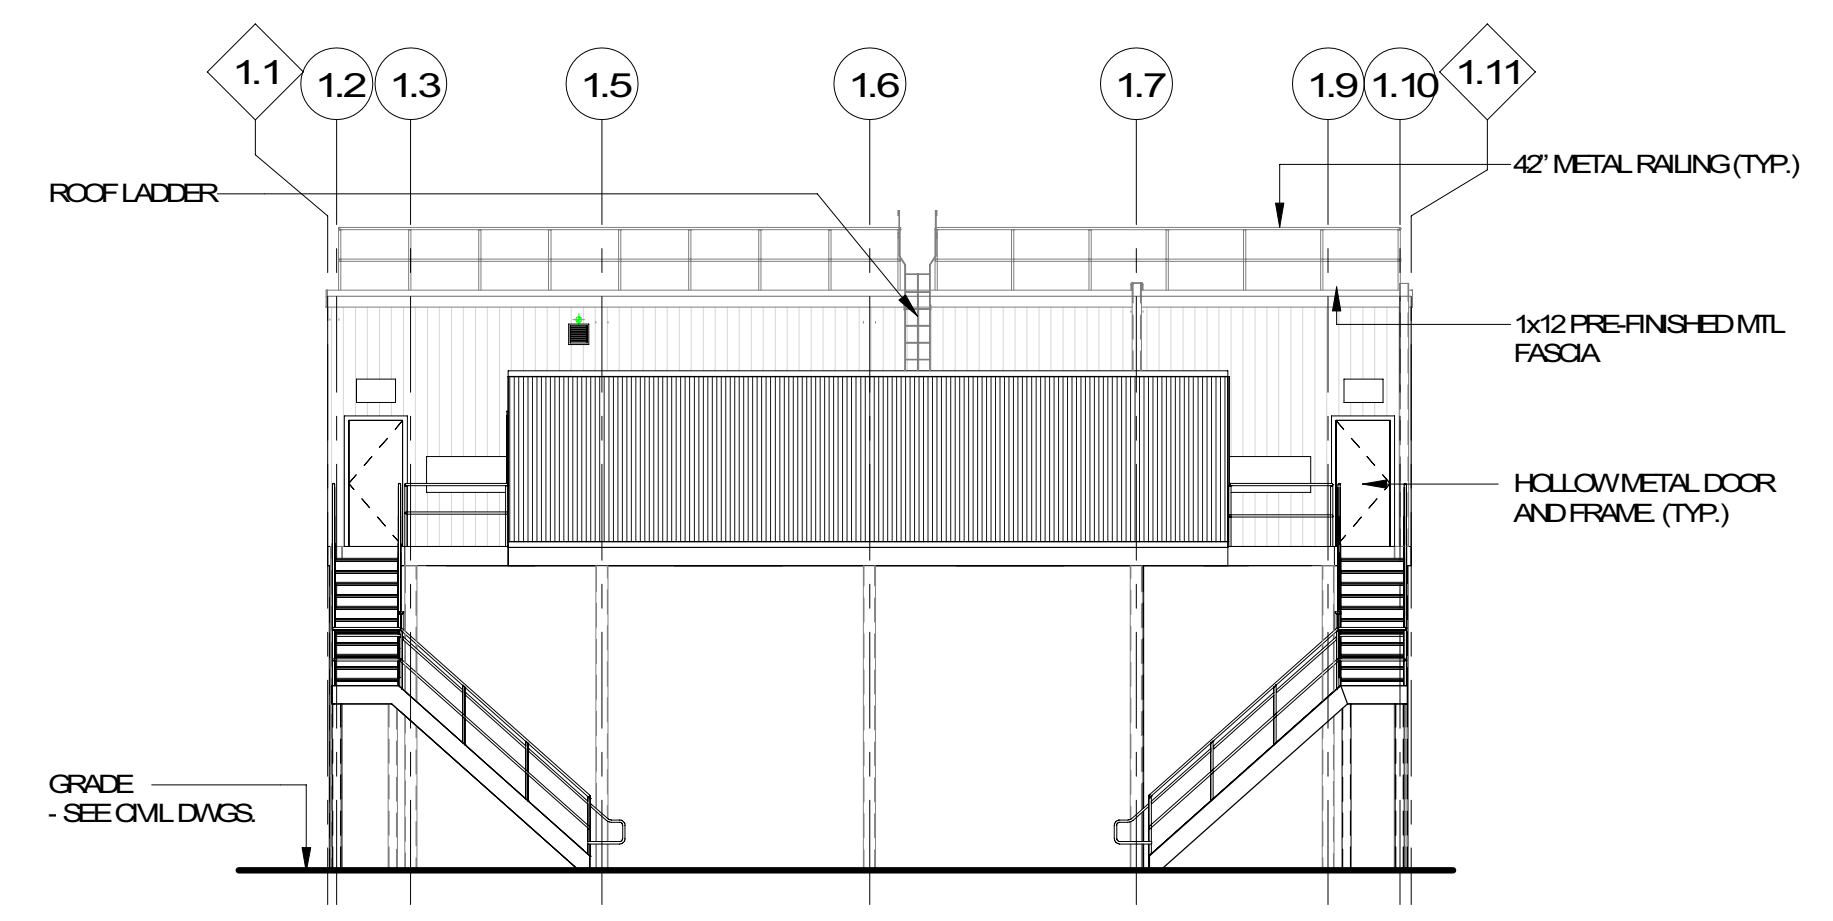 1.1
1.2
1.3
1.5
1.6
1.7
1.9
1.10
1.11
42" METAL RAILING (TYP.)
ROOF LADDER
1x12 PRE-FINISHED MTL
FASCIA
HOLLOW METAL DOOR
AND FRAME. (TYP.)
GRADE
- SEE CIVIL DWGS.